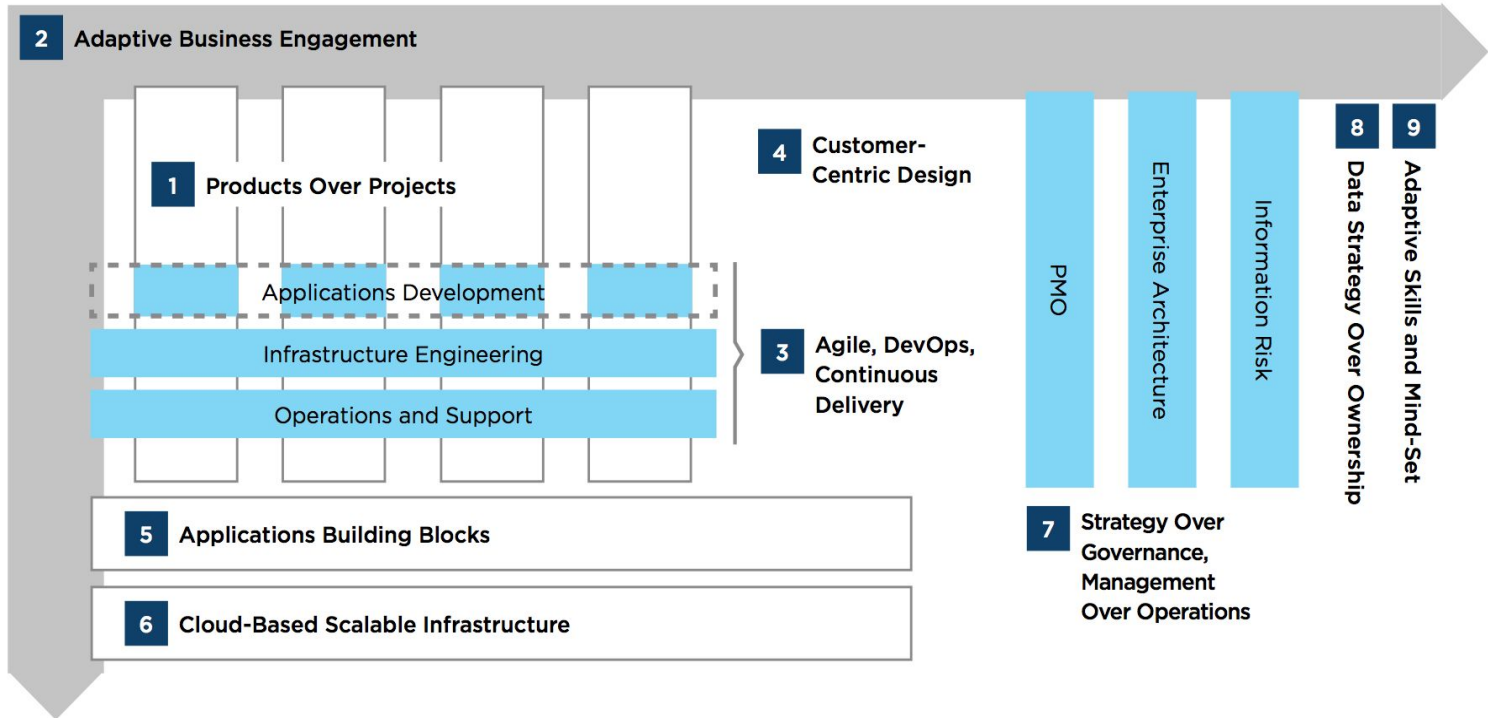 2 Adaptive Business Engagement
1 Products Over Projects
Applications Development
Infrastructure Engineering
Operations and Support
3 Agile, DevOps,
Continuous
Delivery
4 Customer-
Centric Design
5 Applications Building Blocks
6 Cloud-Based Scalable Infrastructure
PMO
Enterprise Architecture
Information Risk
7 Strategy Over
Governance,
Management
Over Operations
8 Data Strategy Over Ownership
9 Adaptive Skills and Mind-Set